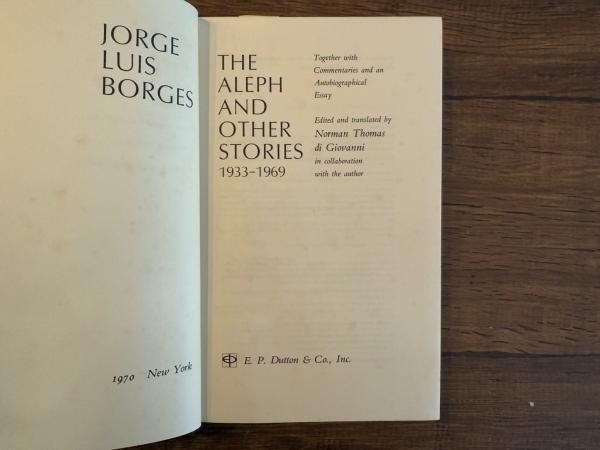 JORGE
LUIS
BORGES
1970 New York
THE
ALEPH
AND
OTHER
STORIES
1933–1969
Together with
Commentaries and an
Autobiographical
Essay
Edited and translated by
Norman Thomas
di Giovanni
in collaboration
with the author
E. P. Dutton & Co., Inc.